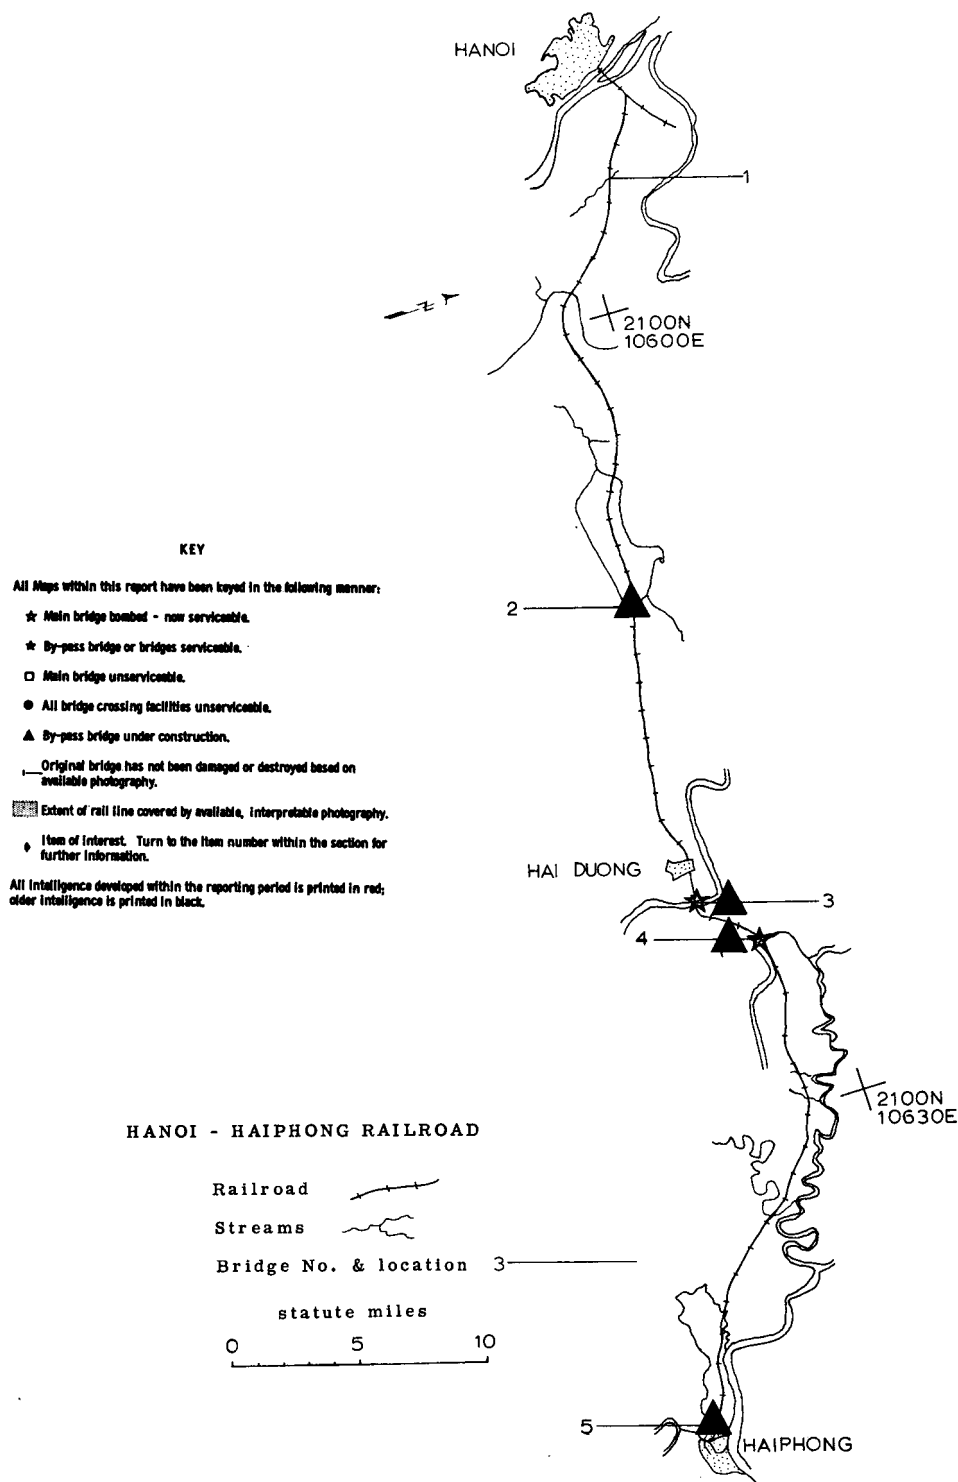 HANOI
1
N
2100N
10600E
KEY
All Maps within this report have been keyed in the following manner:
Main bridge bombed - now serviceable.
By-pass bridge or bridges serviceable.
Main bridge unserviceable.
All bridge crossing facilities unserviceable.
By-pass bridge under construction.
Original bridge has not been damaged or destroyed based on
available photography.
Extent of rail line covered by available, interpretable photography.
Item of interest. Turn to the item number within the section for
further information.
All intelligence developed within the reporting period is printed in red;
older intelligence is printed in black.
2
HAI DUONG
3
4
2100N
10630E
HANOI - HAIPHONG RAILROAD
Railroad
Streams
Bridge No. & location 3
statute miles
0 5 10
5
HAIPHONG